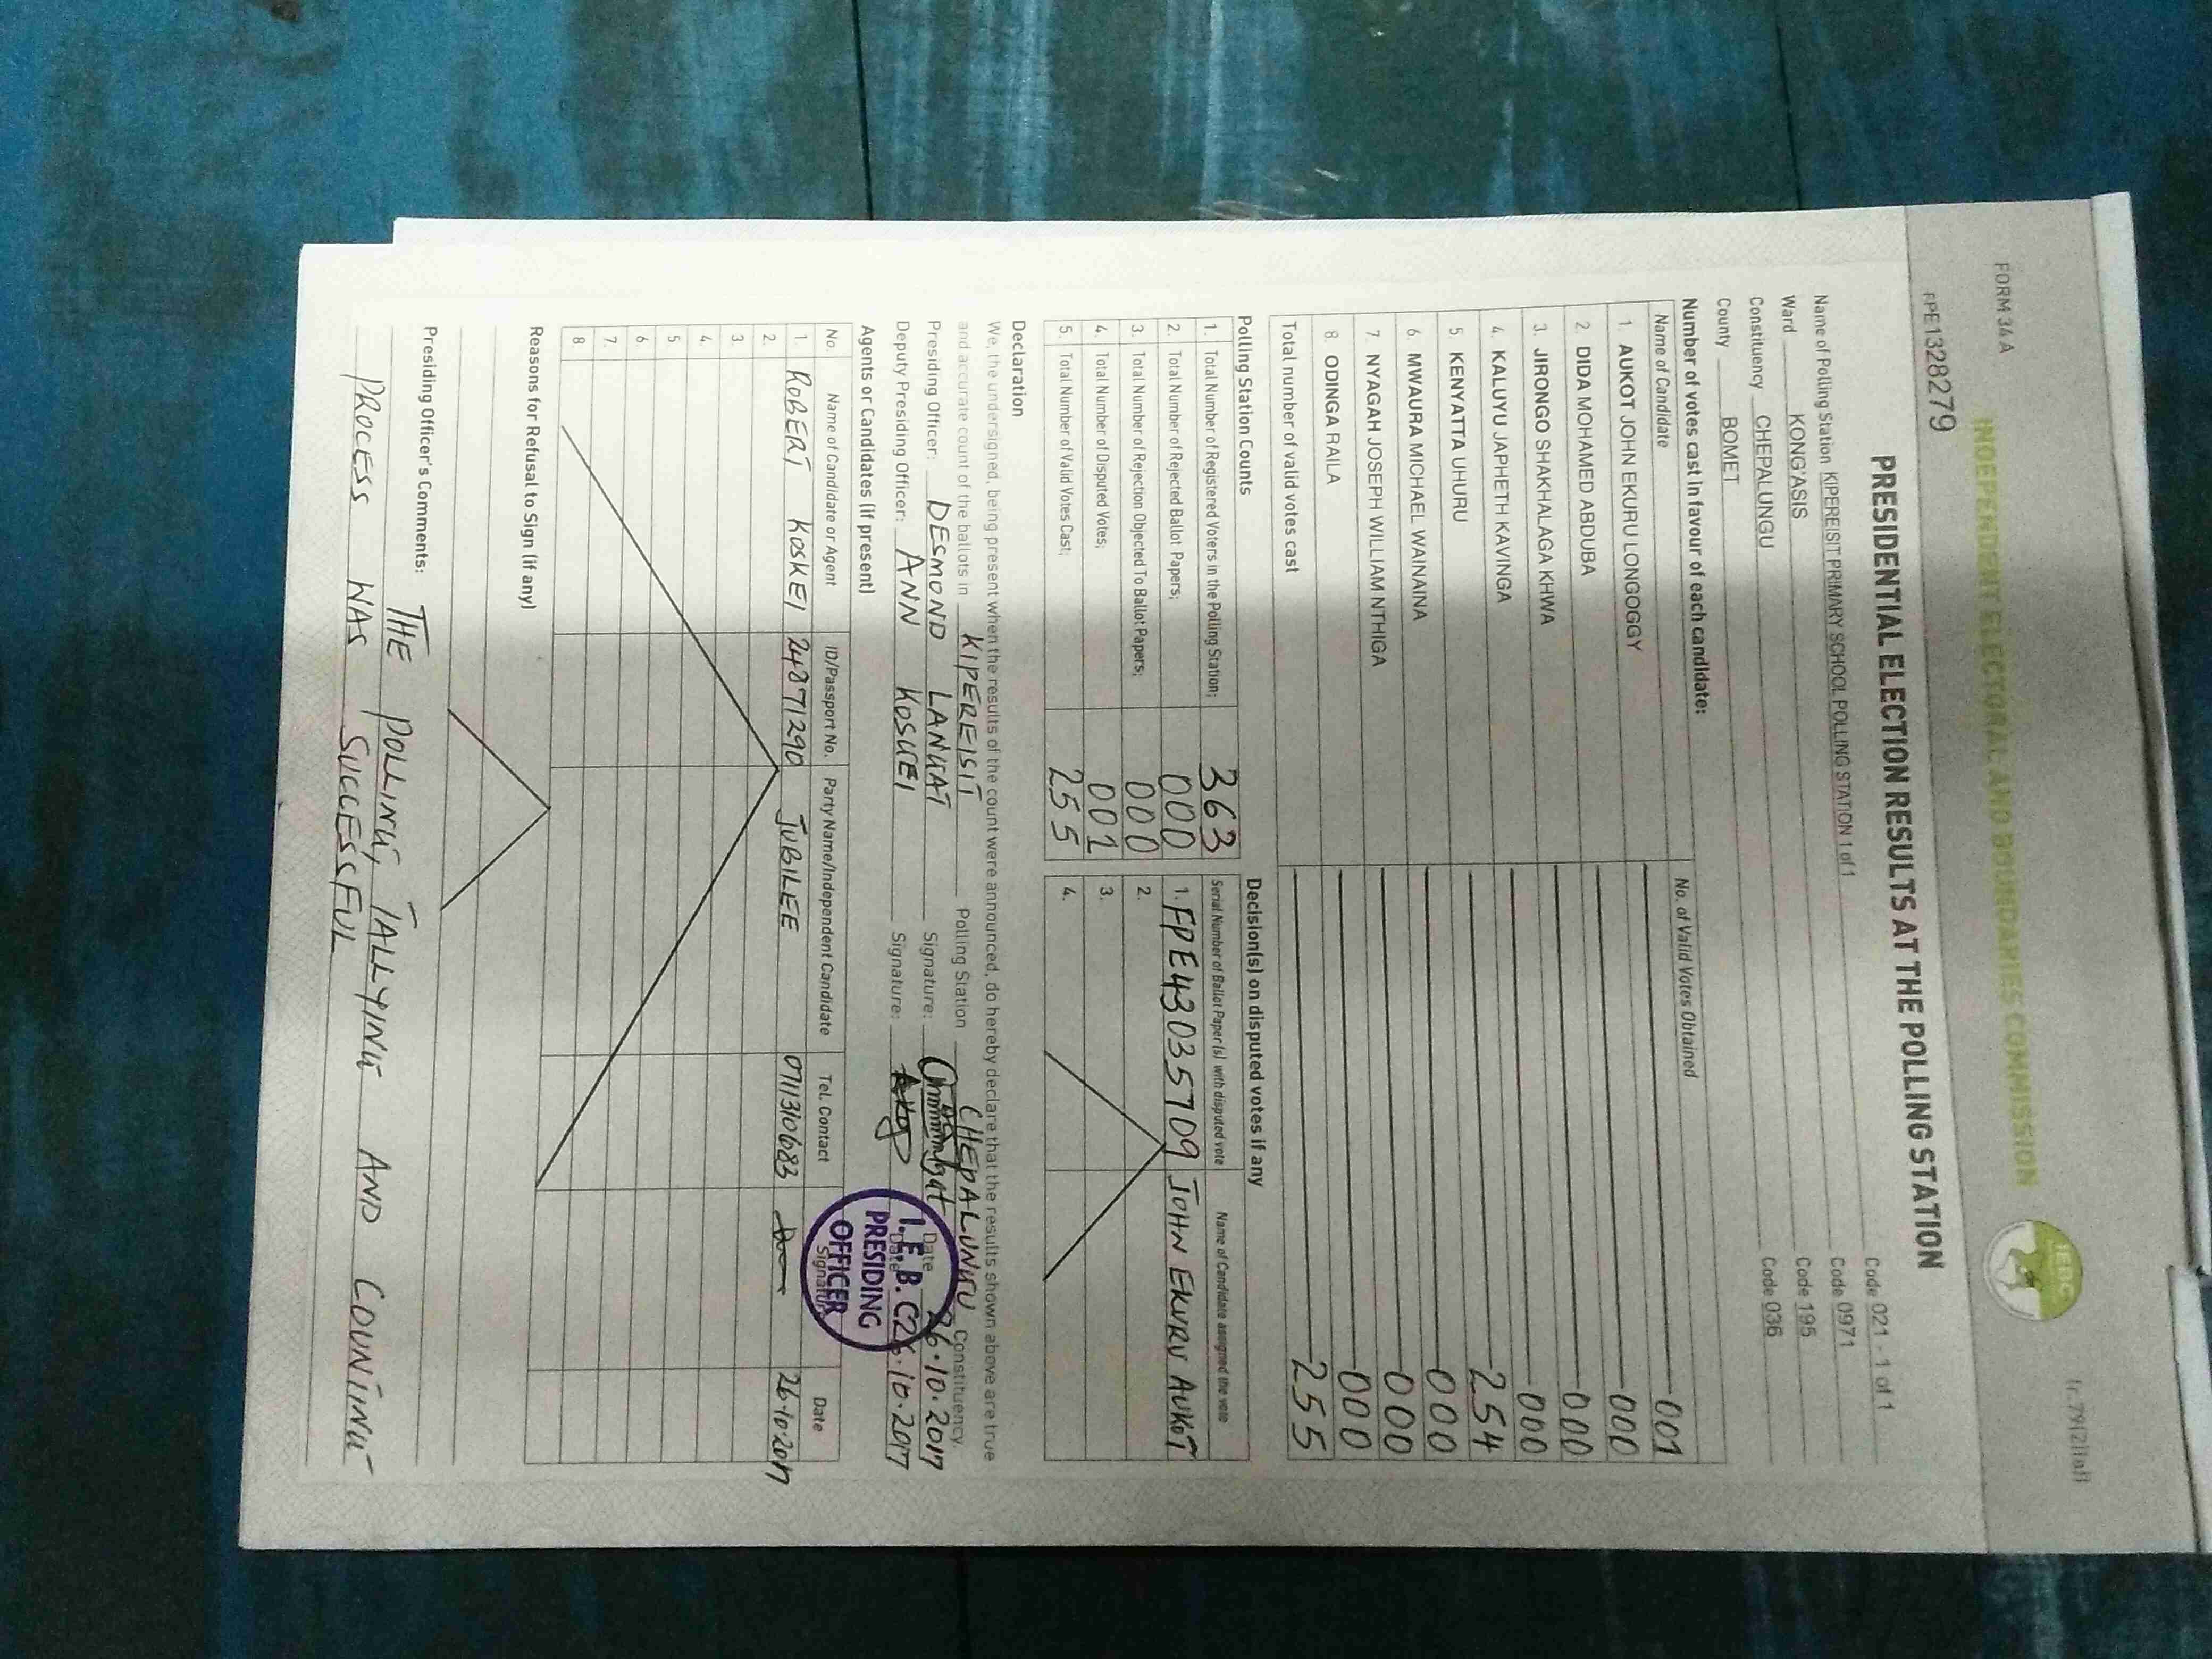 Ir.79(2)(a)
FORM 34A
INDEPENDENT ELECTORAL AND BOUNDARIES COMMISSION
IEBC
FPE1328279
PRESIDENTIAL ELECTION RESULTS AT THE POLLING STATION
Name of Polling Station KIPEREISIT PRIMARY SCHOOL POLLING STATION 1 of 1 Code 021 - 1 of 1
Ward KONG'ASIS Code 0971
Constituency CHEPALUNGU Code 195
County BOMET Code 036
Number of votes cast in favour of each candidate:
Name of Candidate No. of Valid Votes Obtained
1. AUKOT JOHN EKURU LONGOGGY 001
2. DIDA MOHAMED ABDUBA 000
3. JIRONGO SHAKHALAGA KHWA 000
4. KALUYU JAPHETH KAVINGA 000
5. KENYATTA UHURU 254
6. MWAURA MICHAEL WAINAINA 000
7. NYAGAH JOSEPH WILLIAM NTHIGA 000
8. ODINGA RAILA 000
Total number of valid votes cast 255
Polling Station Counts Decision(s) on disputed votes if any
Serial Number of Ballot Paper(s) with disputed vote Name of Candidate assigned the vote
1. Total Number of Registered Voters in the Polling Station; 363 1. FPE43035709 JOHN EKURU AUKOT
2. Total Number of Rejected Ballot Papers; 000 2.
3. Total Number of Rejection Objected To Ballot Papers; 000 3.
4. Total Number of Disputed Votes; 001 4.
5. Total Number of Valid Votes Cast; 255
Declaration
We, the undersigned, being present when the results of the count were announced, do hereby declare that the results shown above are true
and accurate count of the ballots in KIPEREISIT Polling Station CHEPALUNGU Constituency.
Presiding Officer: DESMOND LANGAT Signature: Date 26.10.2017
Deputy Presiding Officer: ANN KOSGEI Signature: Date 26.10.2017
I.E.B.C
PRESIDING
OFFICER
Agents or Candidates (if present)
No. Name of Candidate or Agent ID/Passport No. Party Name/Independent Candidate Tel. Contact Signature Date
1 ROBERT KOSKEI 24871290 JUBILEE 0711310683 26.10.2017
2.
3.
4.
5
6.
7.
8
Reasons for Refusal to Sign (if any)
Presiding Officer's Comments: THE POLLING, TALLYING AND COUNTING
PROCESS WAS SUCCESSFUL